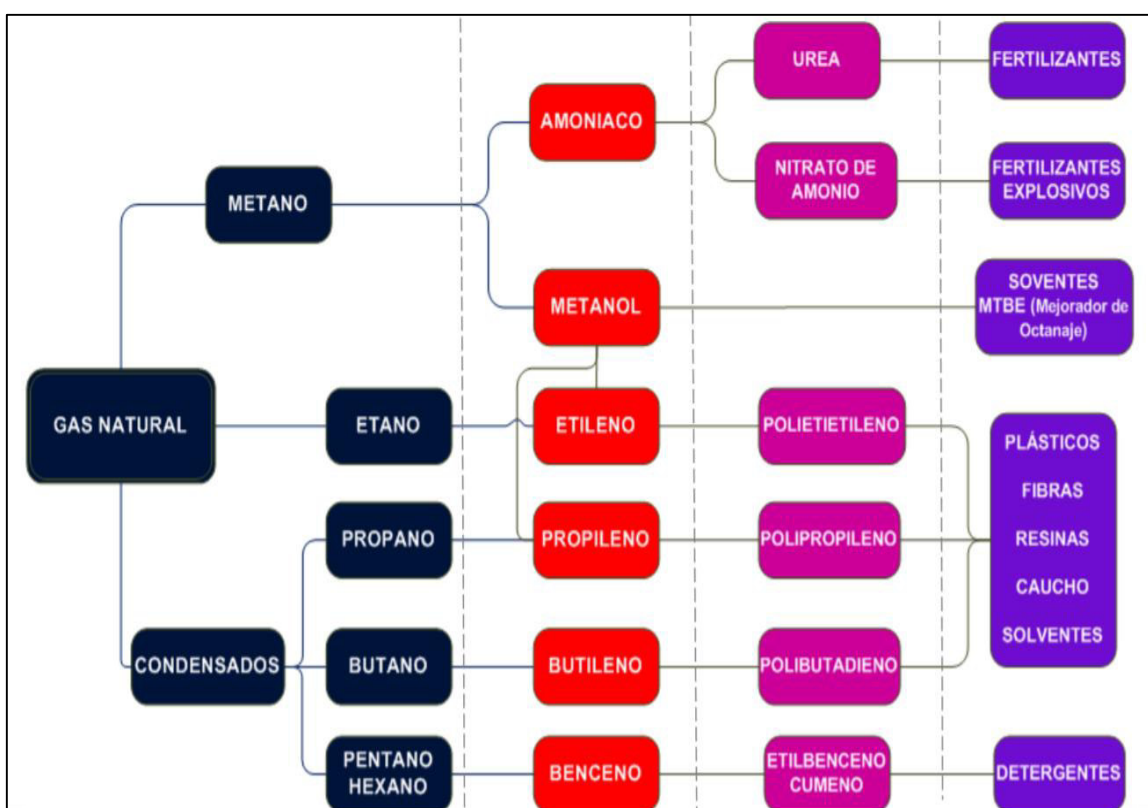 UREA
FERTILIZANTES
AMONIACO
NITRATO DE
AMONIO
FERTILIZANTES
EXPLOSIVOS
METANO
METANOL
SOVENTES
MTBE (Mejorador de
Octanaje)
GAS NATURAL
ETANO
ETILENO
POLIETIETILENO
PLÁSTICOS
FIBRAS
RESINAS
CAUCHO
SOLVENTES
PROPANO
PROPILENO
POLIPROPILENO
CONDENSADOS
BUTANO
BUTILENO
POLIBUTADIENO
PENTANO
HEXANO
BENCENO
ETILBENCENO
CUMENO
DETERGENTES